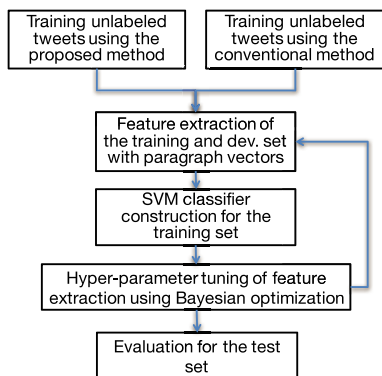 Training unlabeled
tweets using the
proposed method
Training unlabeled
tweets using the
conventional method
Feature extraction of
the training and dev. set
with paragraph vectors
SVM classifier
construction for the
training set
Hyper-parameter tuning of feature
extraction using Bayesian optimization
Evaluation for the test
set